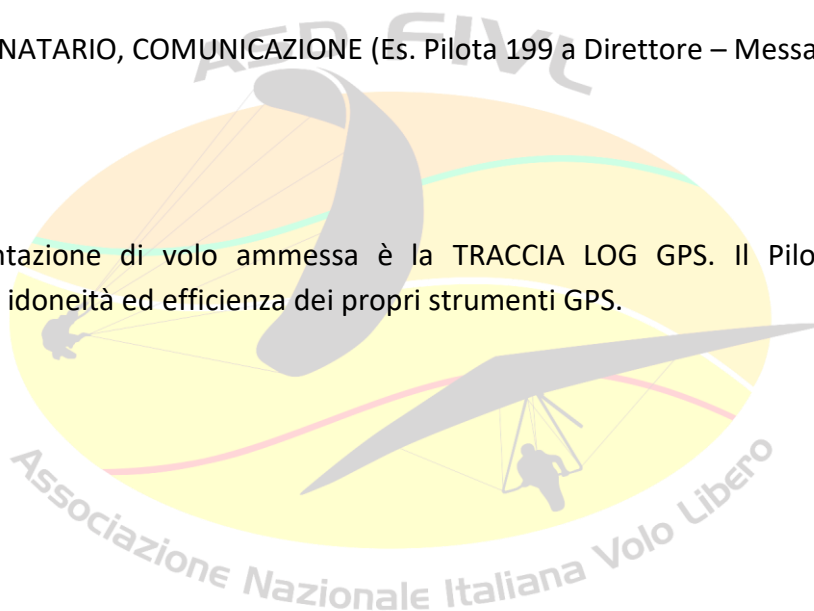 NATARIO, COMUNICAZIONE (Es. Pilota 199 a Direttore – Messa
ASD FIVL
ntazione di volo ammessa è la TRACCIA LOG GPS. Il Pilo
idoneità ed efficienza dei propri strumenti GPS.
Associazione Nazionale Italiana Volo Libero